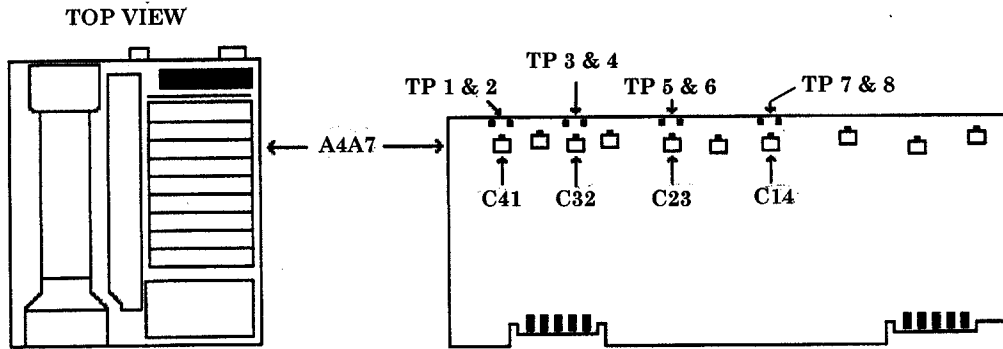 TOP VIEW
TP 1 & 2
TP 3 & 4
TP 5 & 6
TP 7 & 8
A4A7
C41
C32
C23
C14